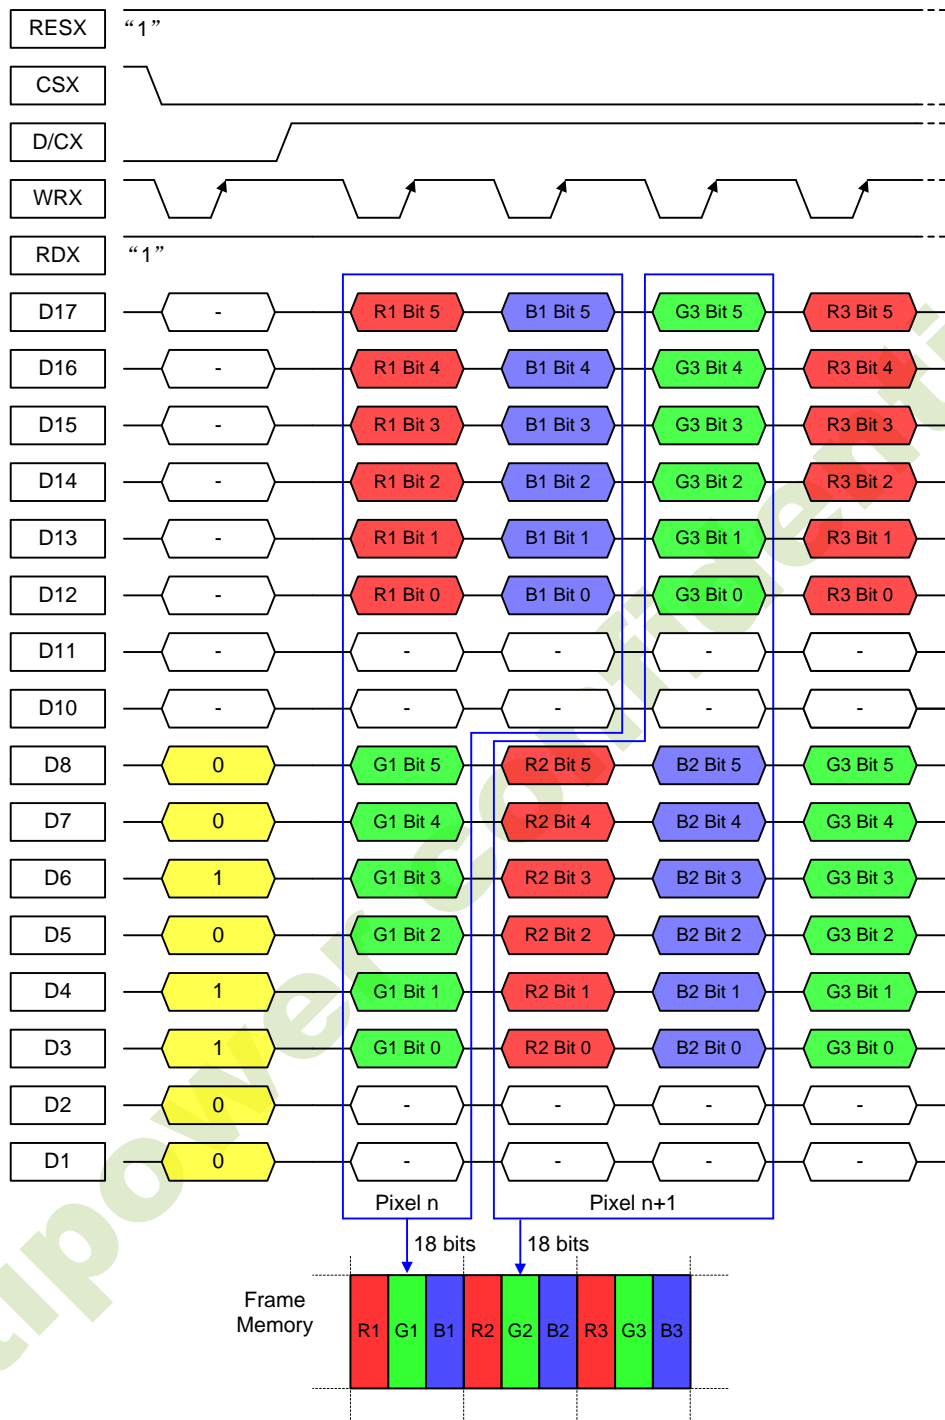 RESX “1”
CSX
D/CX
WRX
RDX “1”
D17 - R1 Bit 5 B1 Bit 5 G3 Bit 5 R3 Bit 5
D16 - R1 Bit 4 B1 Bit 4 G3 Bit 4 R3 Bit 4
D15 - R1 Bit 3 B1 Bit 3 G3 Bit 3 R3 Bit 3
D14 - R1 Bit 2 B1 Bit 2 G3 Bit 2 R3 Bit 2
D13 - R1 Bit 1 B1 Bit 1 G3 Bit 1 R3 Bit 1
D12 - R1 Bit 0 B1 Bit 0 G3 Bit 0 R3 Bit 0
D11 - - - - -
D10 - - - - -
D8 0 G1 Bit 5 R2 Bit 5 B2 Bit 5 G3 Bit 5
D7 0 G1 Bit 4 R2 Bit 4 B2 Bit 4 G3 Bit 4
D6 1 G1 Bit 3 R2 Bit 3 B2 Bit 3 G3 Bit 3
D5 0 G1 Bit 2 R2 Bit 2 B2 Bit 2 G3 Bit 2
D4 1 G1 Bit 1 R2 Bit 1 B2 Bit 1 G3 Bit 1
D3 1 G1 Bit 0 R2 Bit 0 B2 Bit 0 G3 Bit 0
D2 0 - - - -
D1 0 - - - -
Pixel n Pixel n+1
18 bits 18 bits
Frame
Memory
R1 G1 B1 R2 G2 B2 R3 G3 B3
tipower confidenti